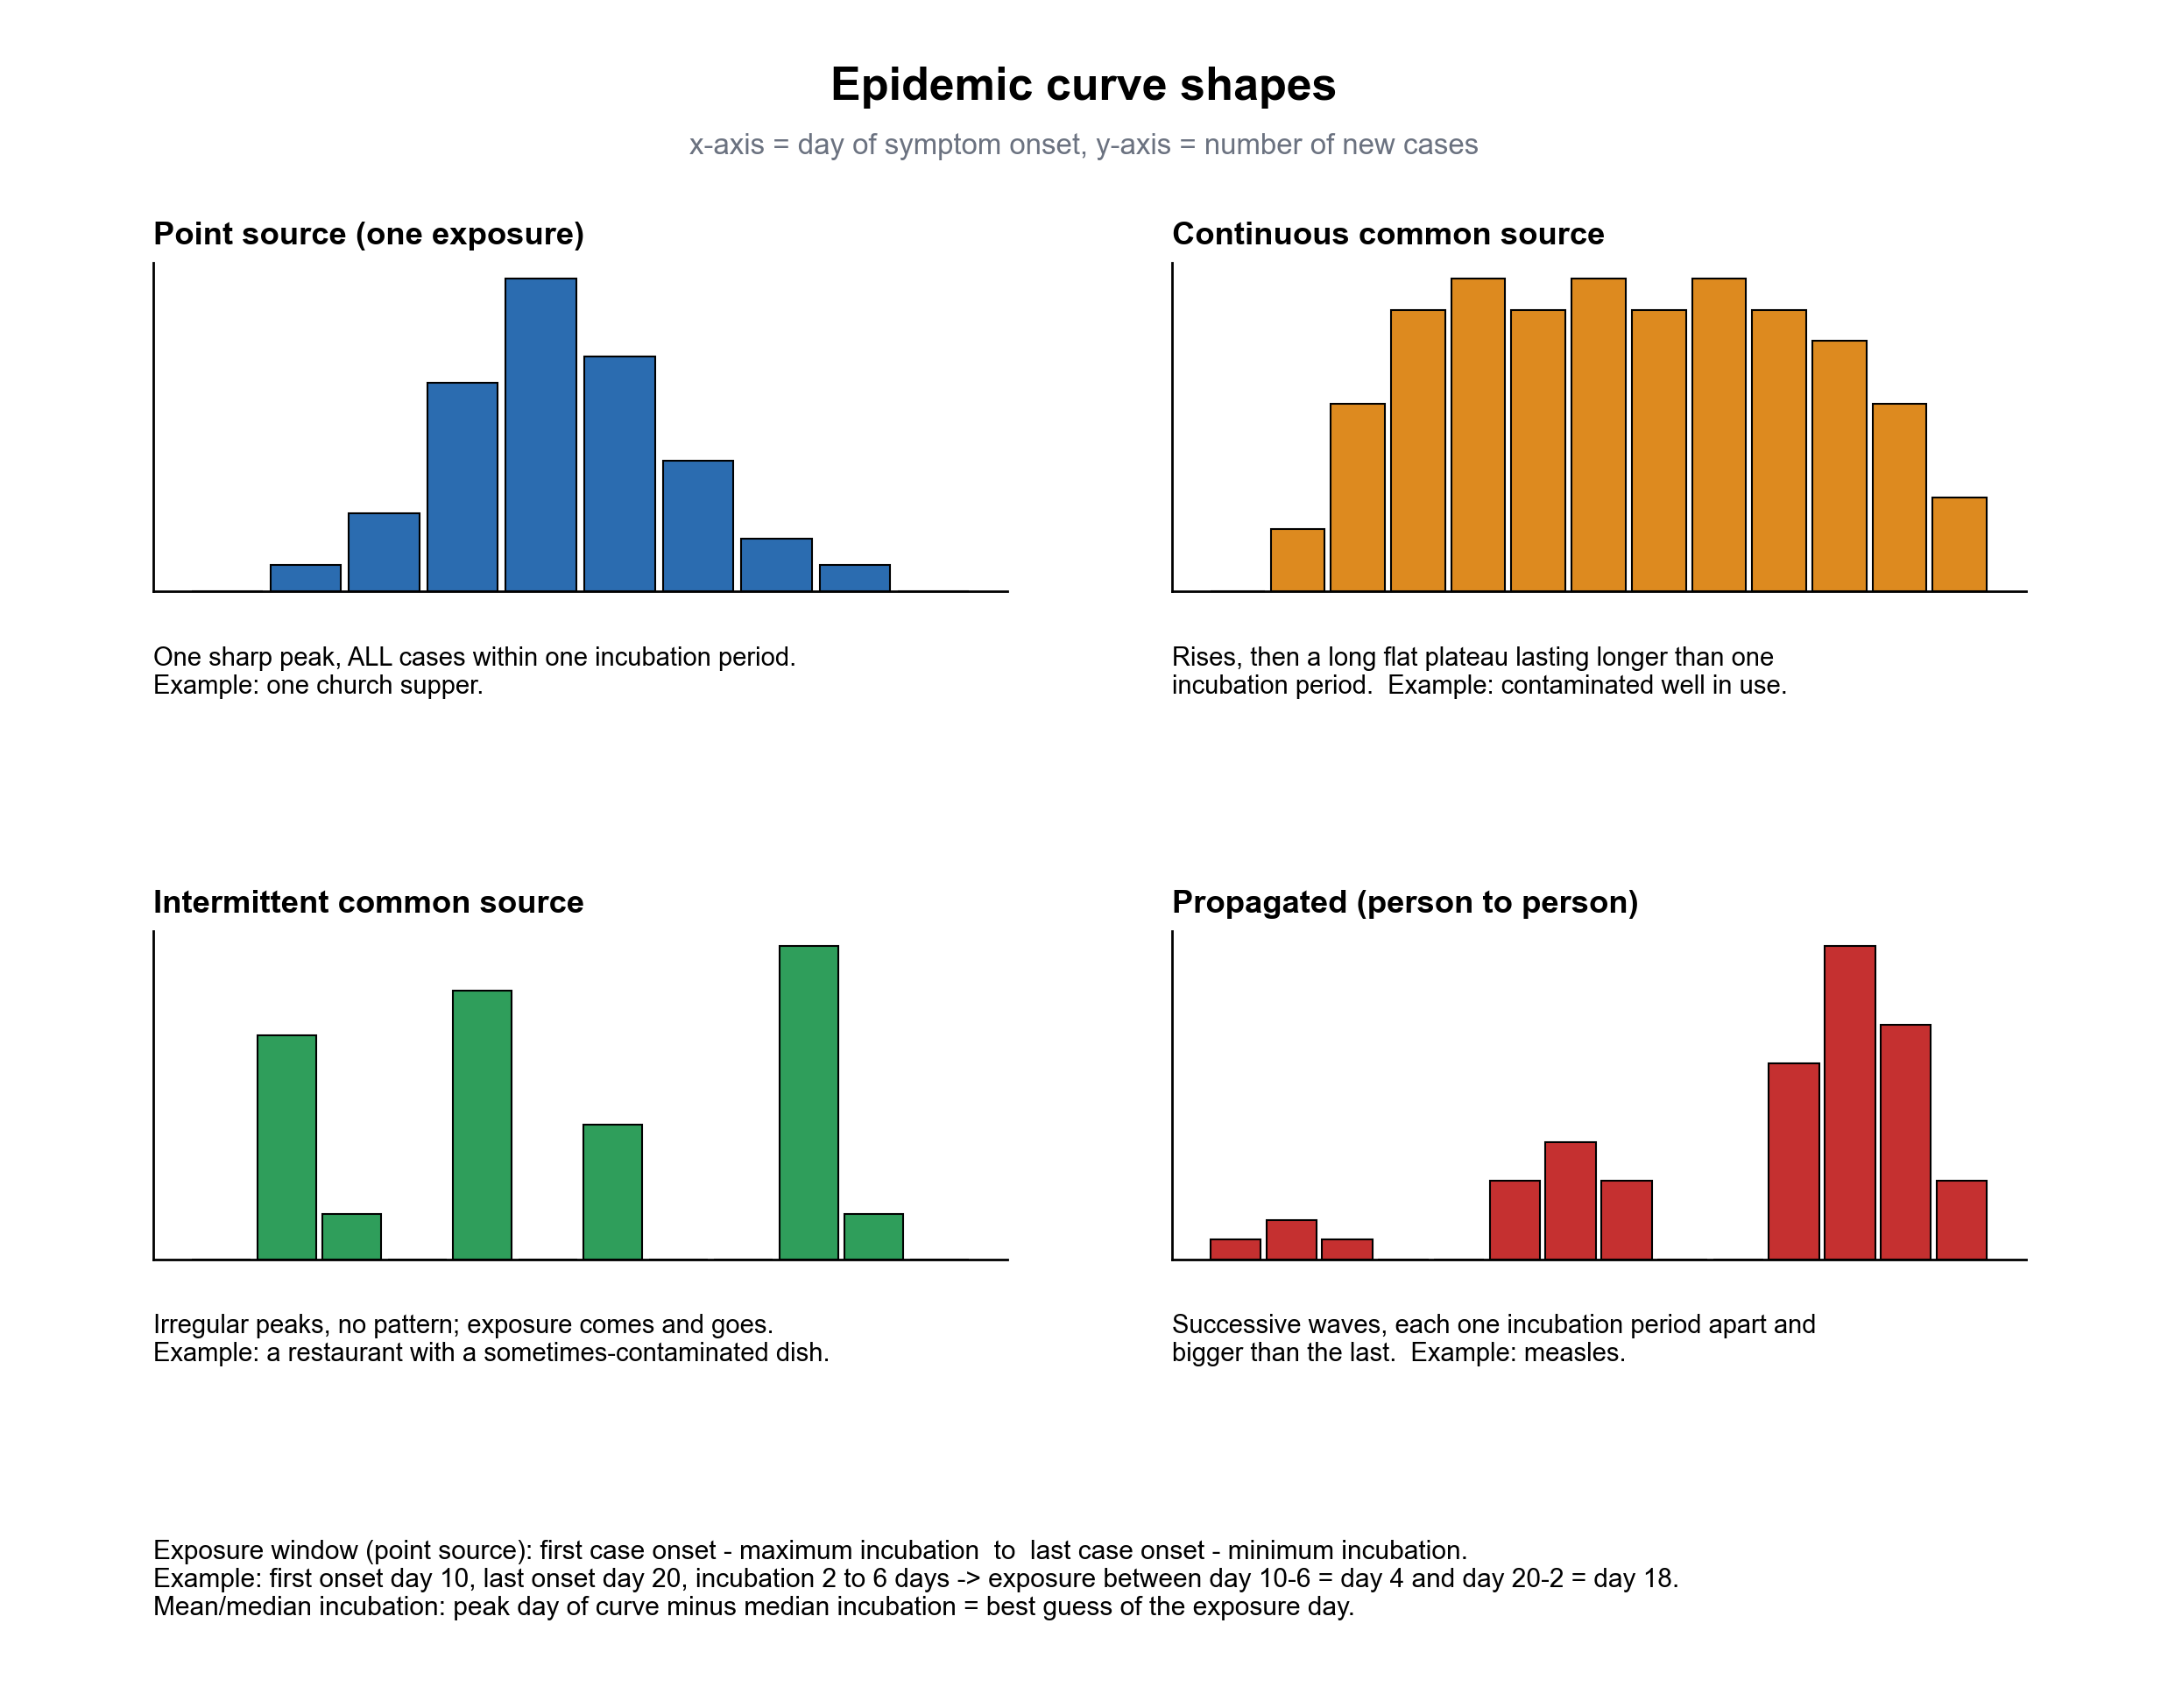 Epidemic curve shapes
x-axis = day of symptom onset, y-axis = number of new cases
Point source (one exposure)
One sharp peak, ALL cases within one incubation period.
Example: one church supper.
Continuous common source
Rises, then a long flat plateau lasting longer than one
incubation period.  Example: contaminated well in use.
Intermittent common source
Irregular peaks, no pattern; exposure comes and goes.
Example: a restaurant with a sometimes-contaminated dish.
Propagated (person to person)
Successive waves, each one incubation period apart and
bigger than the last.  Example: measles.
Exposure window (point source): first case onset - maximum incubation  to  last case onset - minimum incubation.
Example: first onset day 10, last onset day 20, incubation 2 to 6 days -> exposure between day 10-6 = day 4 and day 20-2 = day 18.
Mean/median incubation: peak day of curve minus median incubation = best guess of the exposure day.